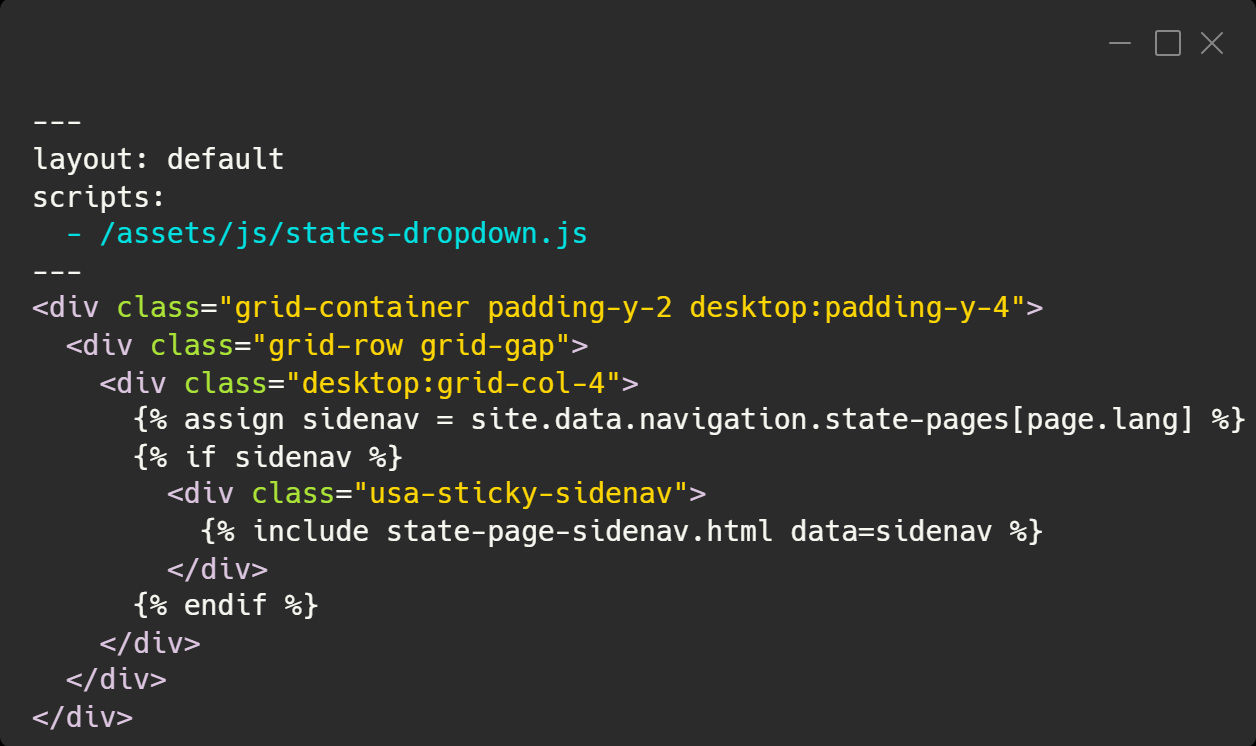 ---
layout: default
scripts:
  - /assets/js/states-dropdown.js
---
<div class="grid-container padding-y-2 desktop:padding-y-4">
  <div class="grid-row grid-gap">
    <div class="desktop:grid-col-4">
      {% assign sidenav = site.data.navigation.state-pages[page.lang] %}
      {% if sidenav %}
        <div class="usa-sticky-sidenav">
          {% include state-page-sidenav.html data=sidenav %}
        </div>
      {% endif %}
    </div>
  </div>
</div>